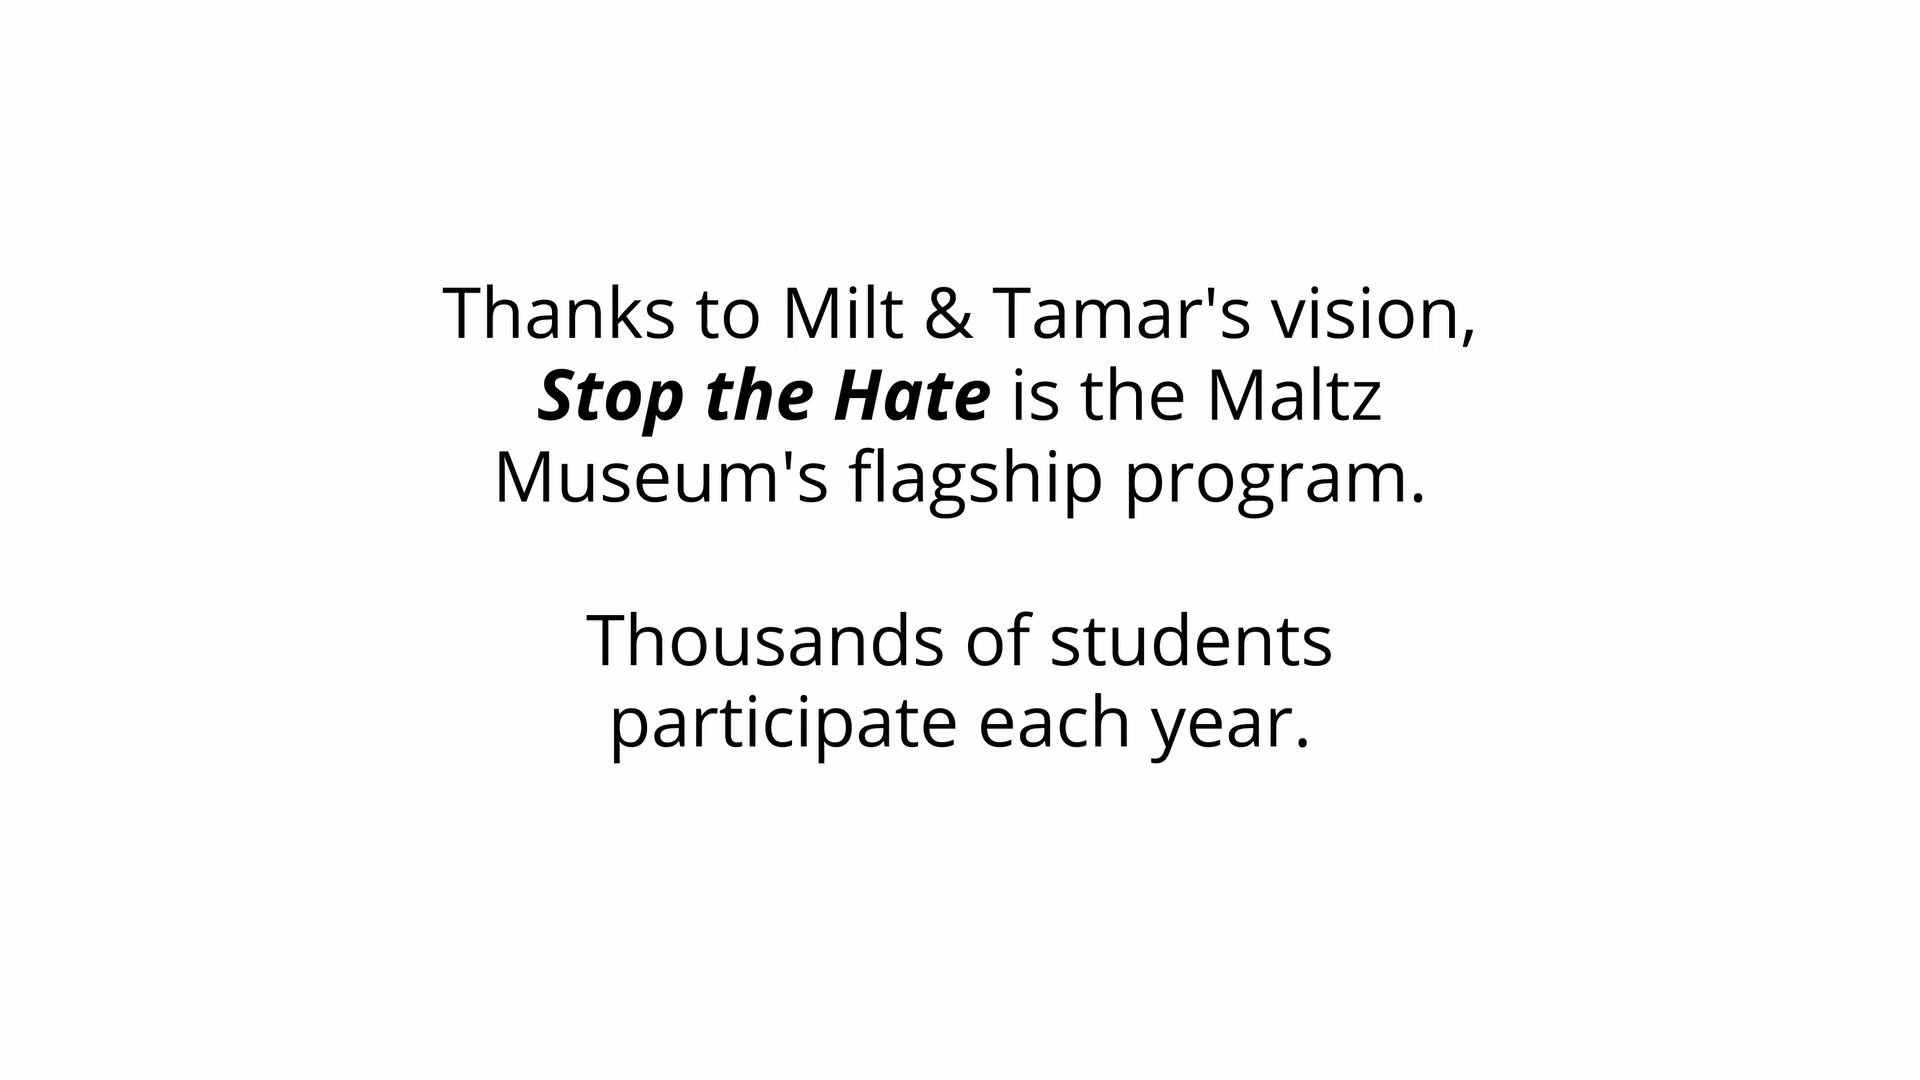 Thanks to Milt & Tamar's vision,
Stop the Hate is the Maltz
Museum's flagship program.
Thousands of students
participate each year.